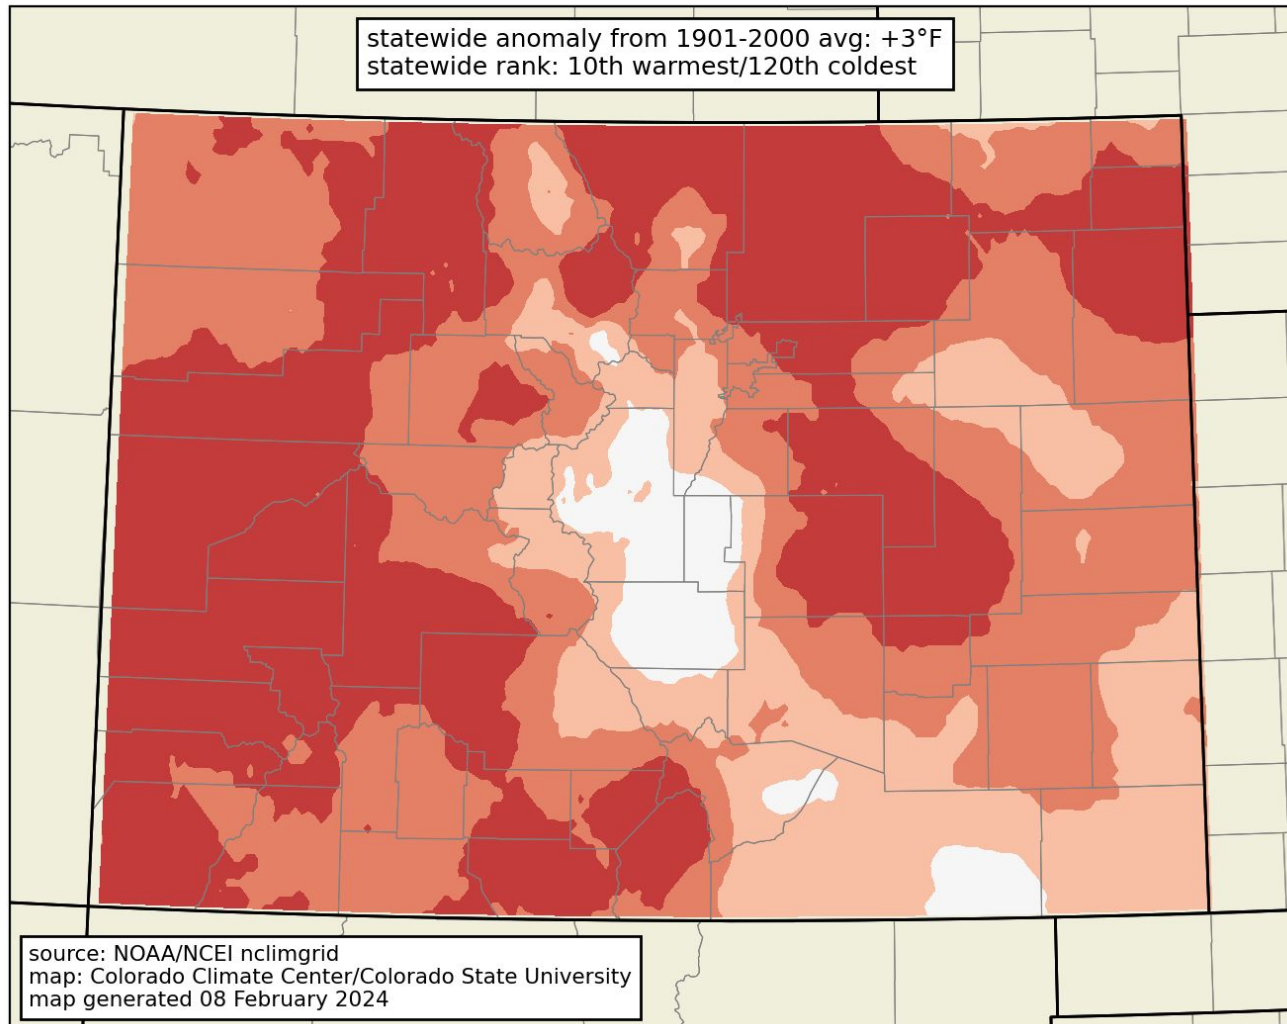 statewide anomaly from 1901-2000 avg: +3°F
statewide rank: 10th warmest/120th coldest
source: NOAA/NCEI nclimgrid
map: Colorado Climate Center/Colorado State University
map generated 08 February 2024